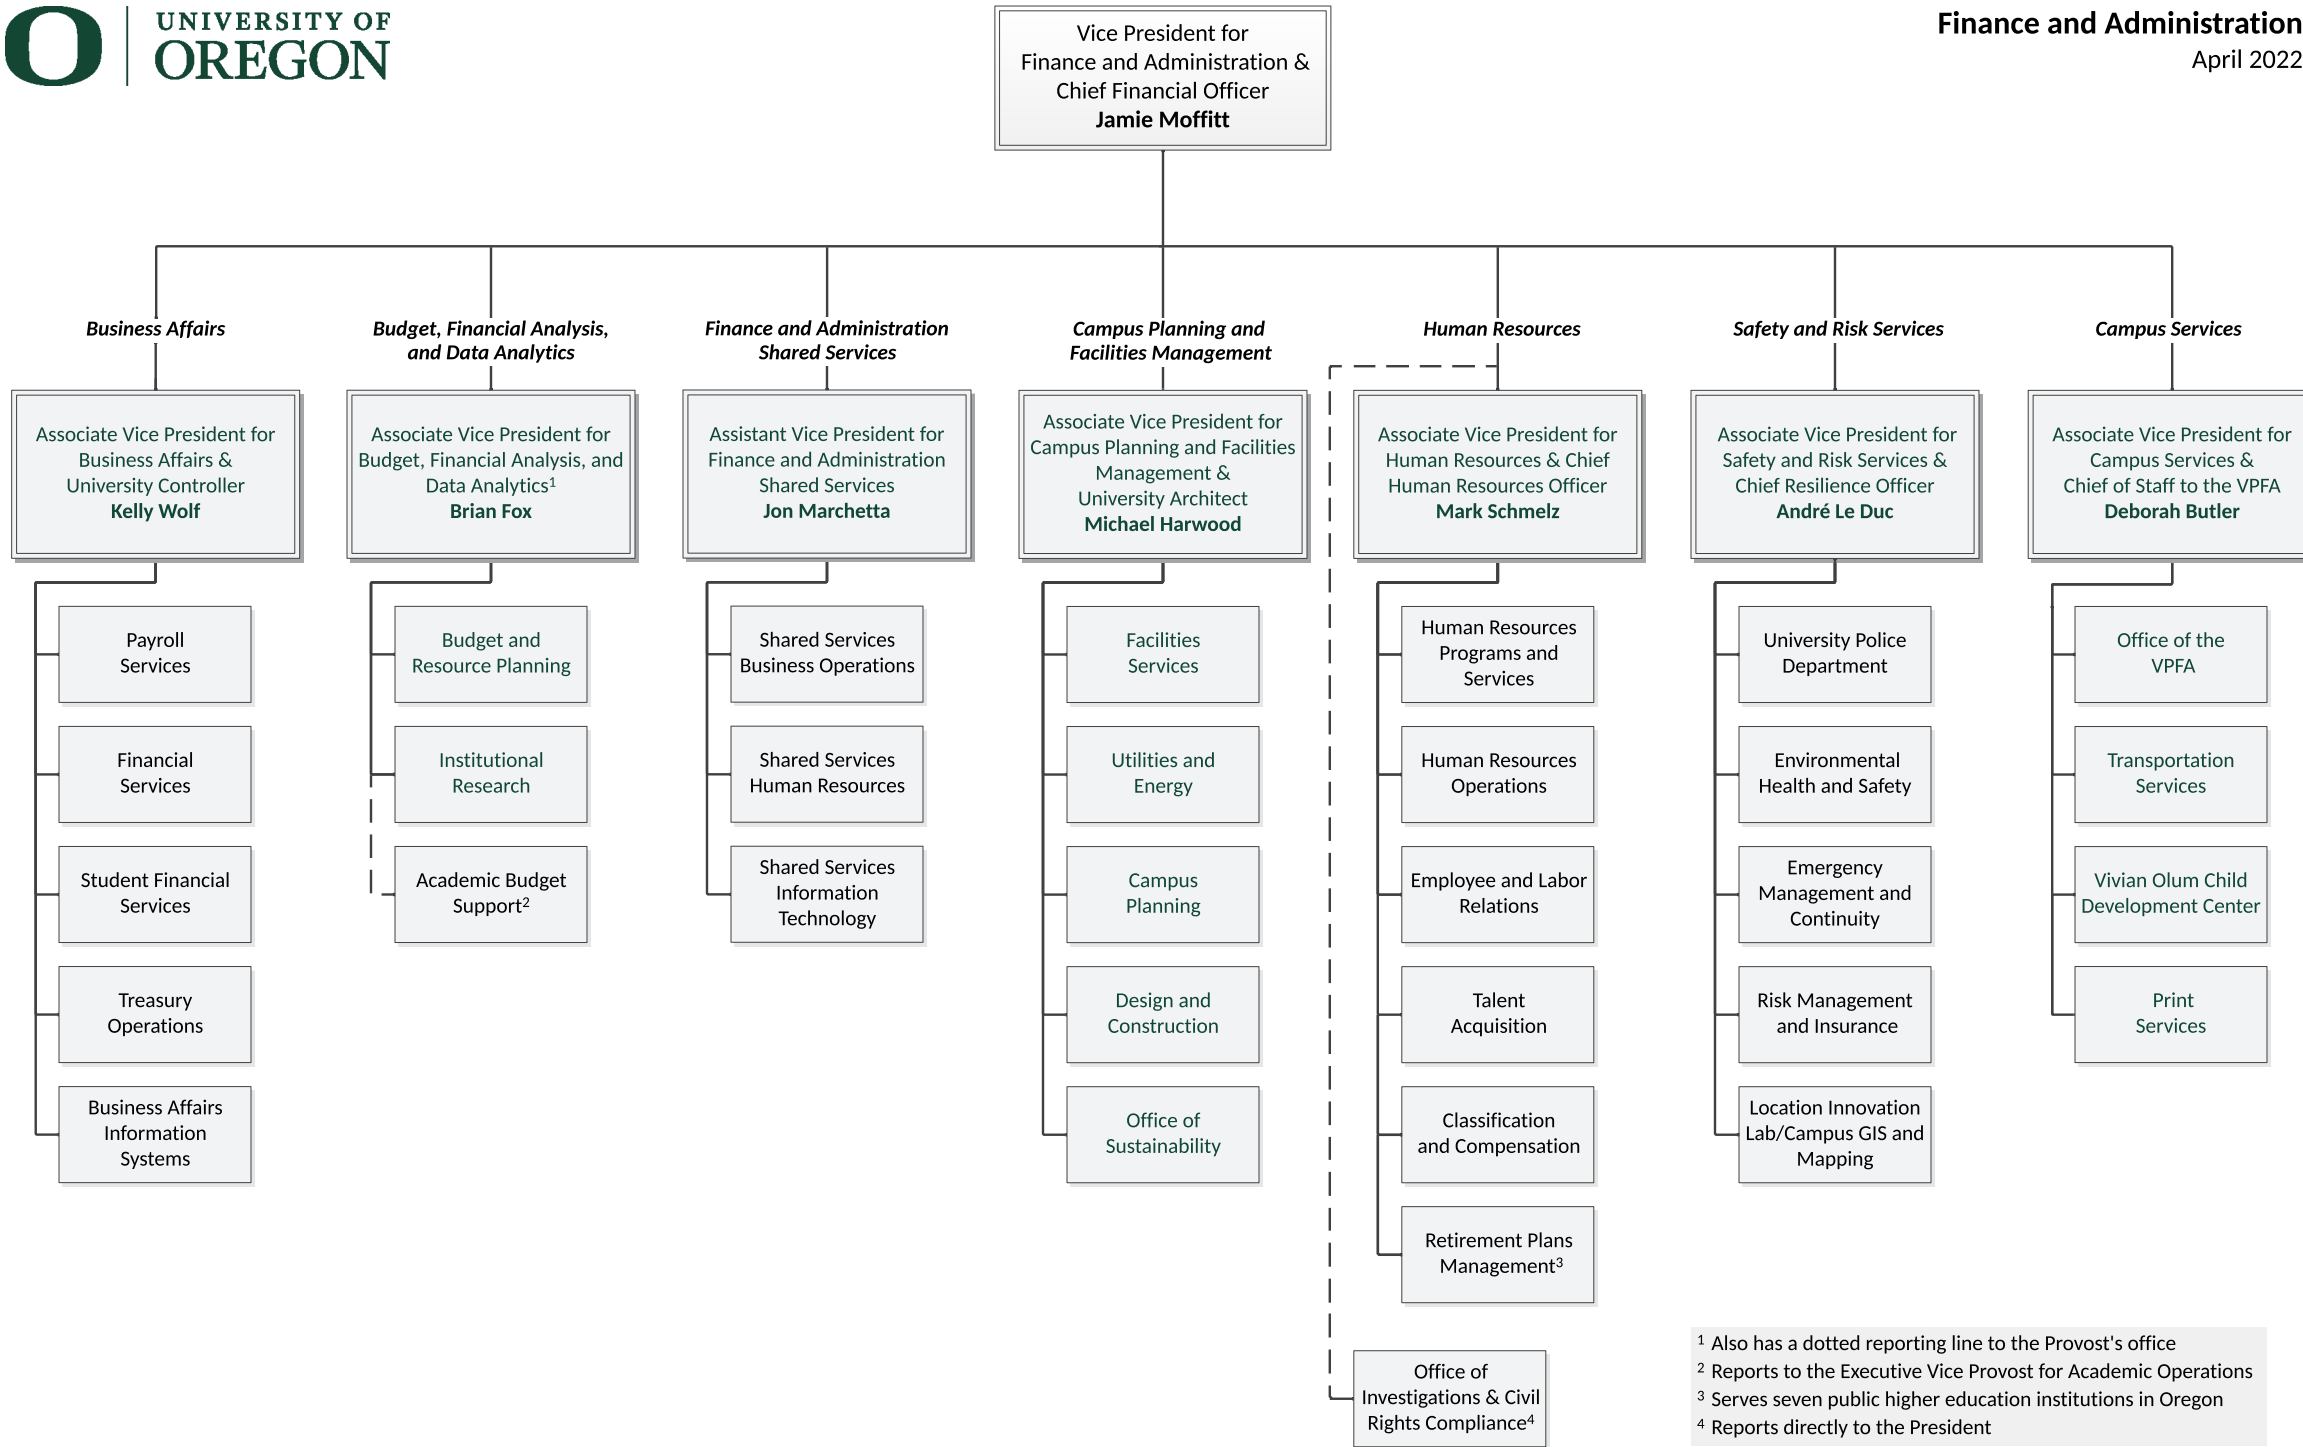 UNIVERSITY OF
OREGON
Vice President for
Finance and Administration &
Chief Financial Officer
Jamie Moffitt
Finance and Administration
April 2022
Business Affairs
Associate Vice President for
Business Affairs &
University Controller
Kelly Wolf
Payroll
Services
Financial
Services
Student Financial
Services
Treasury
Operations
Business Affairs
Information
Systems
Budget, Financial Analysis,
and Data Analytics
Associate Vice President for
Budget, Financial Analysis, and
Data Analytics¹
Brian Fox
Budget and
Resource Planning
Institutional
Research
Academic Budget
Support²
Finance and Administration
Shared Services
Assistant Vice President for
Finance and Administration
Shared Services
Jon Marchetta
Shared Services
Business Operations
Shared Services
Human Resources
Shared Services
Information
Technology
Campus Planning and
Facilities Management
Associate Vice President for
Campus Planning and Facilities
Management &
University Architect
Michael Harwood
Facilities
Services
Utilities and
Energy
Campus
Planning
Design and
Construction
Office of
Sustainability
Human Resources
Associate Vice President for
Human Resources & Chief
Human Resources Officer
Mark Schmelz
Human Resources
Programs and
Services
Human Resources
Operations
Employee and Labor
Relations
Talent
Acquisition
Classification
and Compensation
Retirement Plans
Management³
Office of
Investigations & Civil
Rights Compliance⁴
Safety and Risk Services
Associate Vice President for
Safety and Risk Services &
Chief Resilience Officer
André Le Duc
University Police
Department
Environmental
Health and Safety
Emergency
Management and
Continuity
Risk Management
and Insurance
Location Innovation
Lab/Campus GIS and
Mapping
Campus Services
Associate Vice President for
Campus Services &
Chief of Staff to the VPFA
Deborah Butler
Office of the
VPFA
Transportation
Services
Vivian Olum Child
Development Center
Print
Services
¹ Also has a dotted reporting line to the Provost's office
² Reports to the Executive Vice Provost for Academic Operations
³ Serves seven public higher education institutions in Oregon
⁴ Reports directly to the President